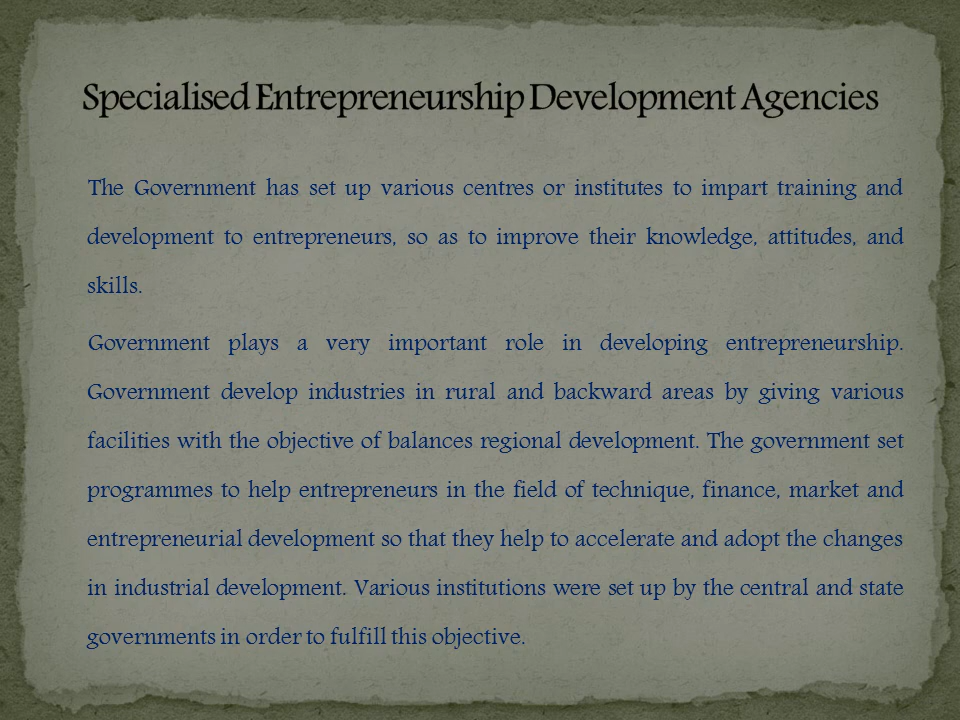 Specialised Entrepreneurship Development Agencies
The Government has set up various centres or institutes to impart training and
development to entrepreneurs, so as to improve their knowledge, attitudes, and
skills.
Government plays a very important role in developing entrepreneurship.
Government develop industries in rural and backward areas by giving various
facilities with the objective of balances regional development. The government set
programmes to help entrepreneurs in the field of technique, finance, market and
entrepreneurial development so that they help to accelerate and adopt the changes
in industrial development. Various institutions were set up by the central and state
governments in order to fulfill this objective.